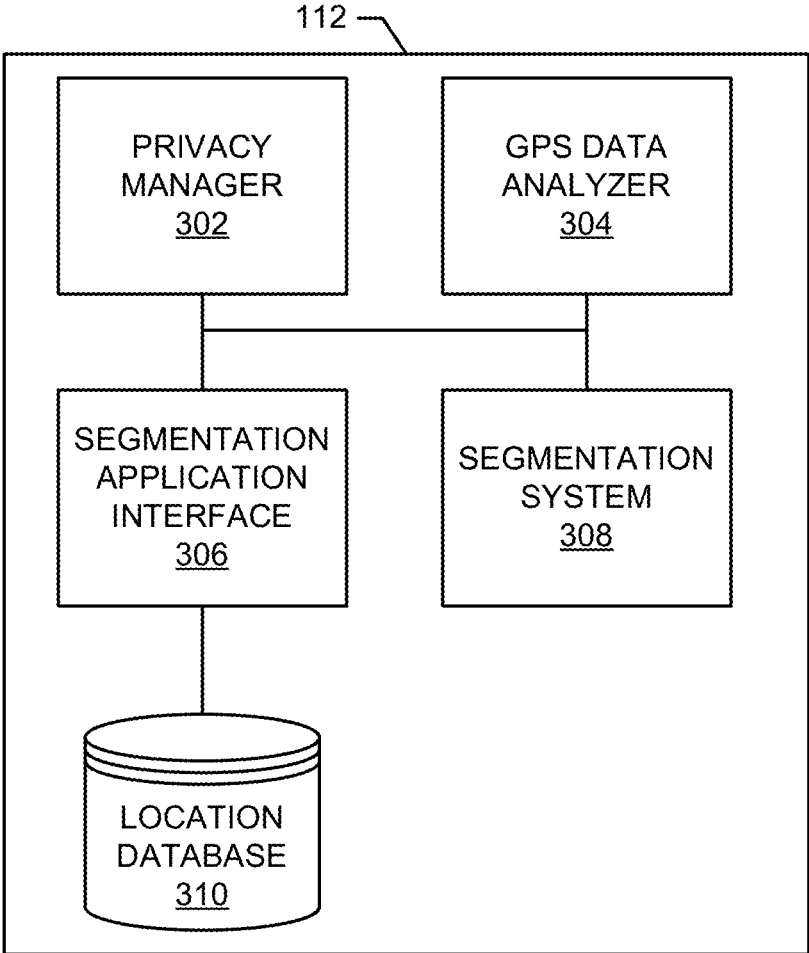 112
PRIVACY
MANAGER
302
GPS DATA
ANALYZER
304
SEGMENTATION
APPLICATION
INTERFACE
306
SEGMENTATION
SYSTEM
308
LOCATION
DATABASE
310